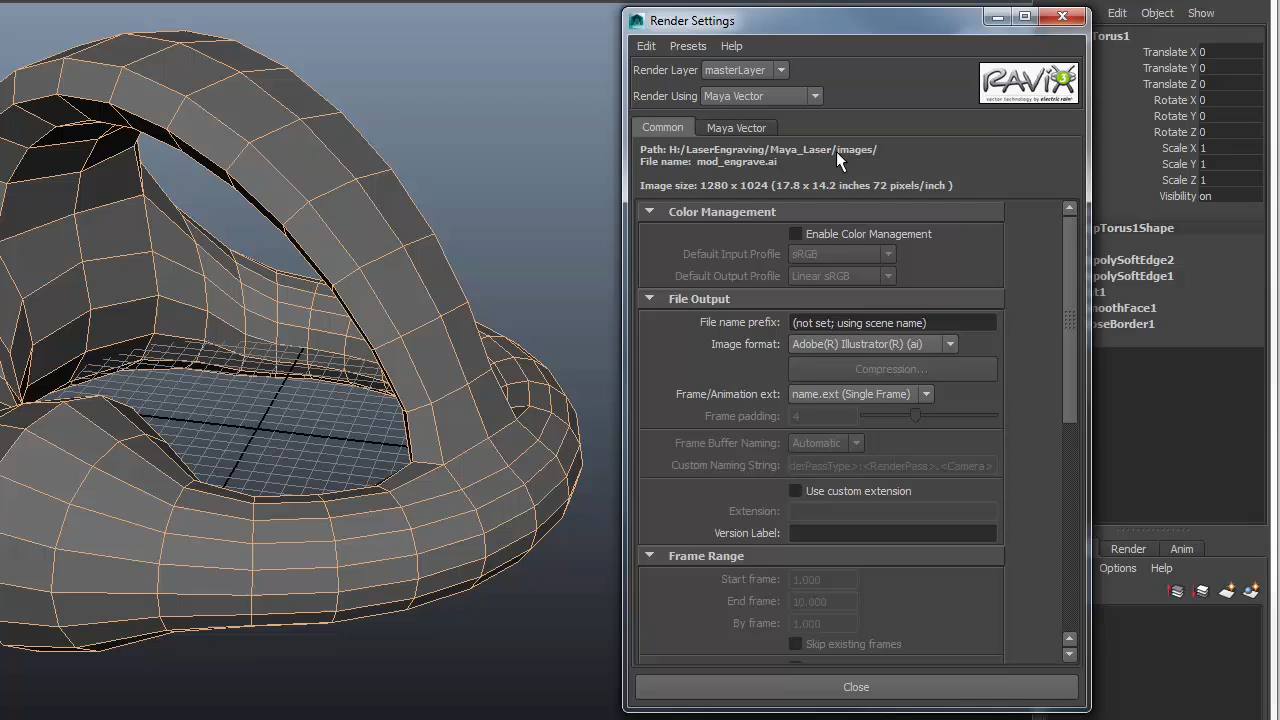 Render Settings
Edit Object Show
Edit Presets Help
Torus1
Translate X 0
Translate Y 0
Translate Z 0
Rotate X 0
Rotate Y 0
Rotate Z 0
Scale X 1
Scale Y 1
Scale Z 1
Visibility on
Render Layer masterLayer
Render Using Maya Vector
RAViX 3
vector technology by electric rain
Common Maya Vector
Path: H:/LaserEngraving/Maya_Laser/images/
File name: mod_engrave.ai
Image size: 1280 x 1024 (17.8 x 14.2 inches 72 pixels/inch )
Color Management
Enable Color Management
Default Input Profile sRGB
Default Output Profile Linear sRGB
File Output
File name prefix: (not set; using scene name)
Image format: Adobe(R) Illustrator(R) (ai)
Compression...
Frame/Animation ext: name.ext (Single Frame)
Frame padding: 4
Frame Buffer Naming: Automatic
Custom Naming String: derPassType>:<RenderPass>.<Camera>
Use custom extension
Extension:
Version Label:
Frame Range
Start frame: 1.000
End frame: 10.000
By frame: 1.000
Skip existing frames
Close
pTorus1Shape
polySoftEdge2
polySoftEdge1
t1
moothFace1
oseBorder1
Render Anim
Options Help